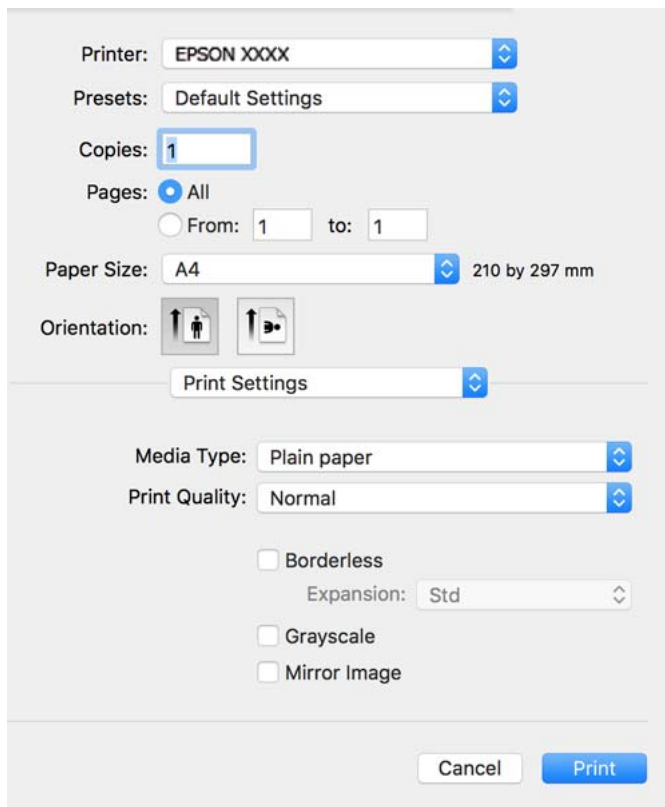 Printer: EPSON XXXX
Presets: Default Settings
Copies: 1
Pages: All
From: 1 to: 1
Paper Size: A4 210 by 297 mm
Orientation:
Print Settings
Media Type: Plain paper
Print Quality: Normal
Borderless
Expansion: Std
Grayscale
Mirror Image
Cancel Print